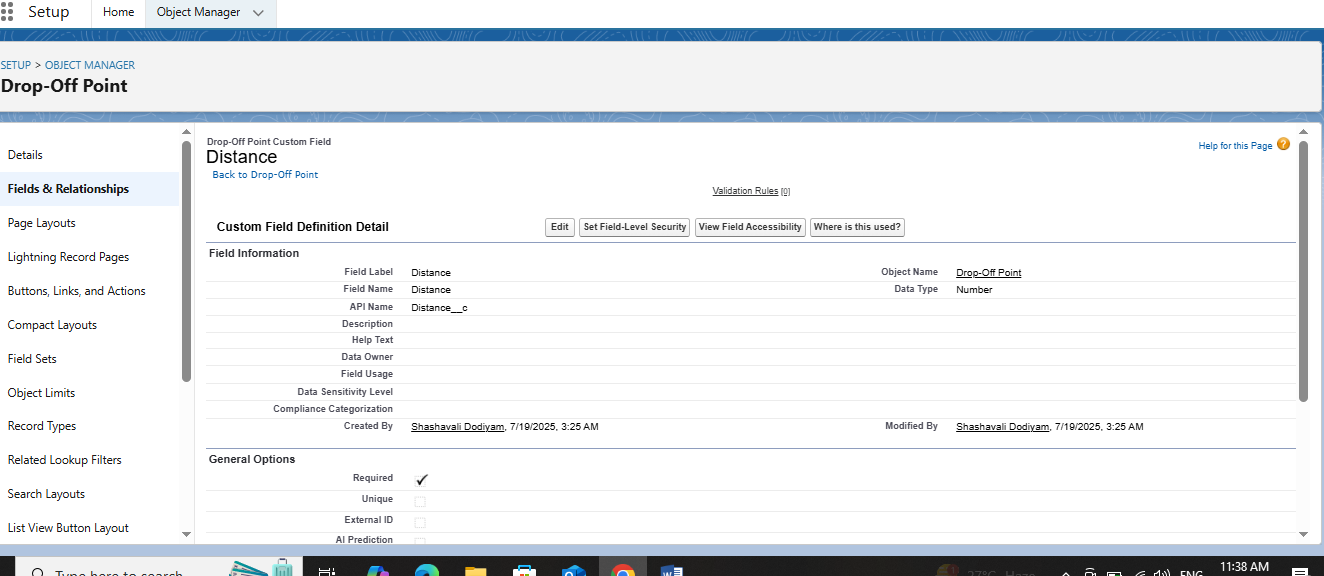 Setup
Home
Object Manager
SETUP > OBJECT MANAGER
Drop-Off Point
Details
Fields & Relationships
Page Layouts
Lightning Record Pages
Buttons, Links, and Actions
Compact Layouts
Field Sets
Object Limits
Record Types
Related Lookup Filters
Search Layouts
List View Button Layout
Drop-Off Point Custom Field
Distance
Back to Drop-Off Point
Help for this Page ?
Validation Rules [0]
Custom Field Definition Detail
Edit
Set Field-Level Security
View Field Accessibility
Where is this used?
Field Information
Field Label Distance Object Name Drop-Off Point
Field Name Distance Data Type Number
API Name Distance__c
Description
Help Text
Data Owner
Field Usage
Data Sensitivity Level
Compliance Categorization
Created By Shashavali Dodiyam, 7/19/2025, 3:25 AM Modified By Shashavali Dodiyam, 7/19/2025, 3:25 AM
General Options
Required
Unique
External ID
AI Prediction
Type here to search
27°C Haze
ENG
11:38 AM